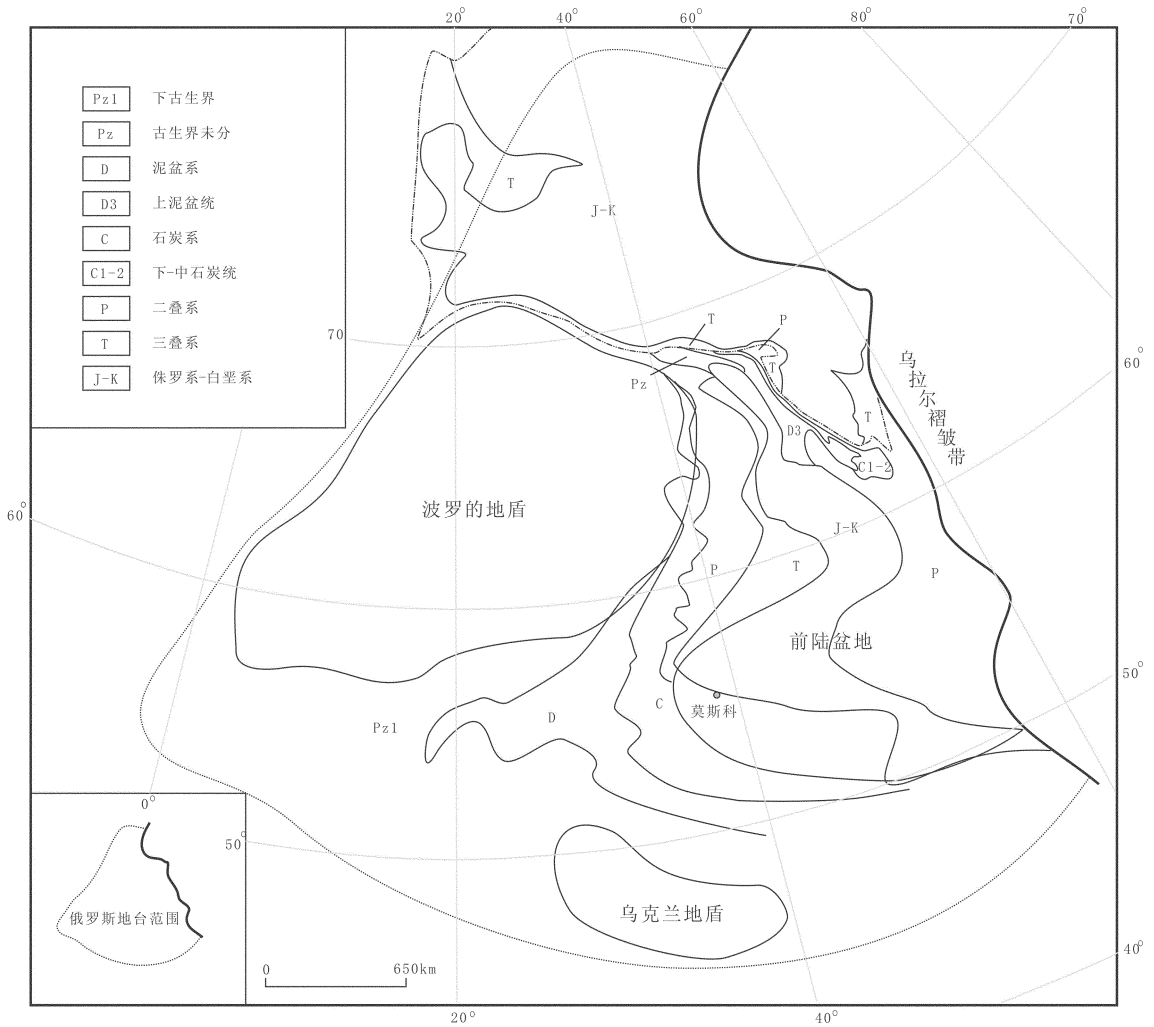 20°
40°
60°
80°
70°
Pz1 下古生界
Pz 古生界未分
D 泥盆系
D3 上泥盆统
C 石炭系
C1-2 下-中石炭统
P 二叠系
T 三叠系
J-K 侏罗系-白垩系
T
J-K
70
T
P
T
Pz
60°
乌拉尔褶皱带
T
D3
C1-2
60°
波罗的地盾
J-K
P
T
P
前陆盆地
50°
C
莫斯科
D
Pz1
0°
50°
俄罗斯地台范围
乌克兰地盾
40°
0 650km
20°
40°